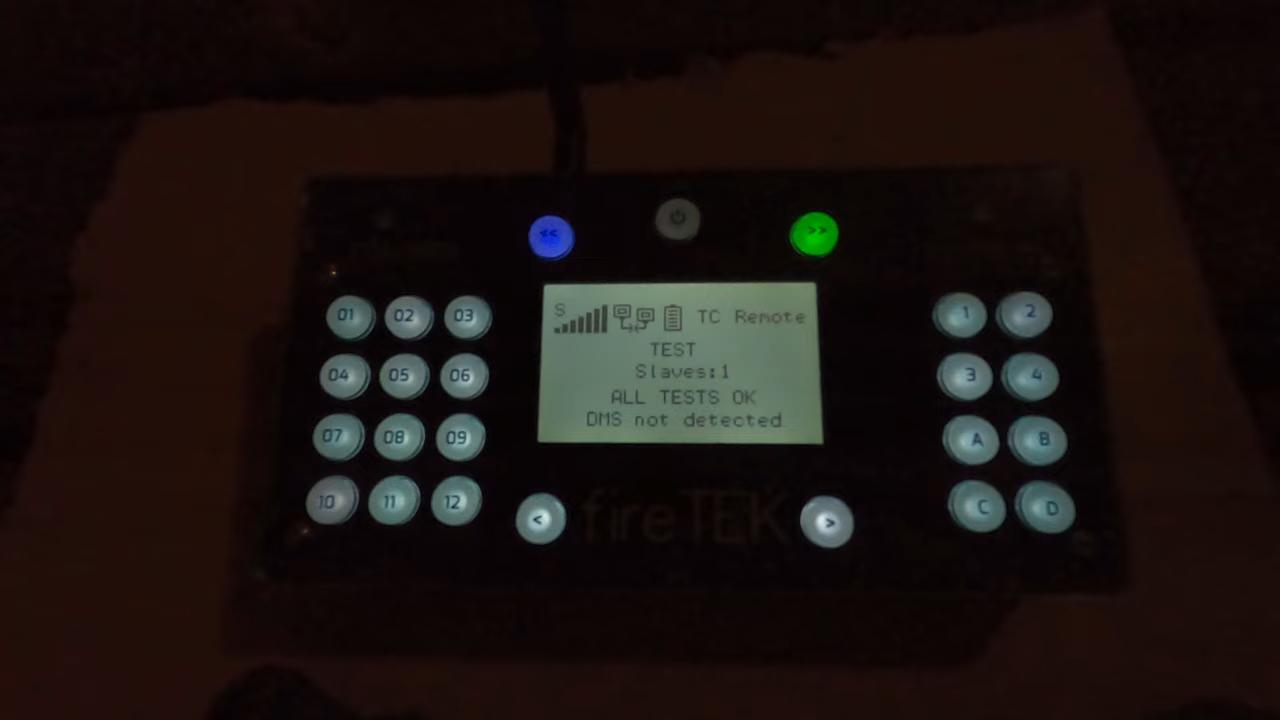 <<
>>
01 02 03
04 05 06
07 08 09
10 11 12
S TC Remote
TEST
Slaves:1
ALL TESTS OK
DMS not detected
1 2
3 4
A B
C D
< fireTEK >